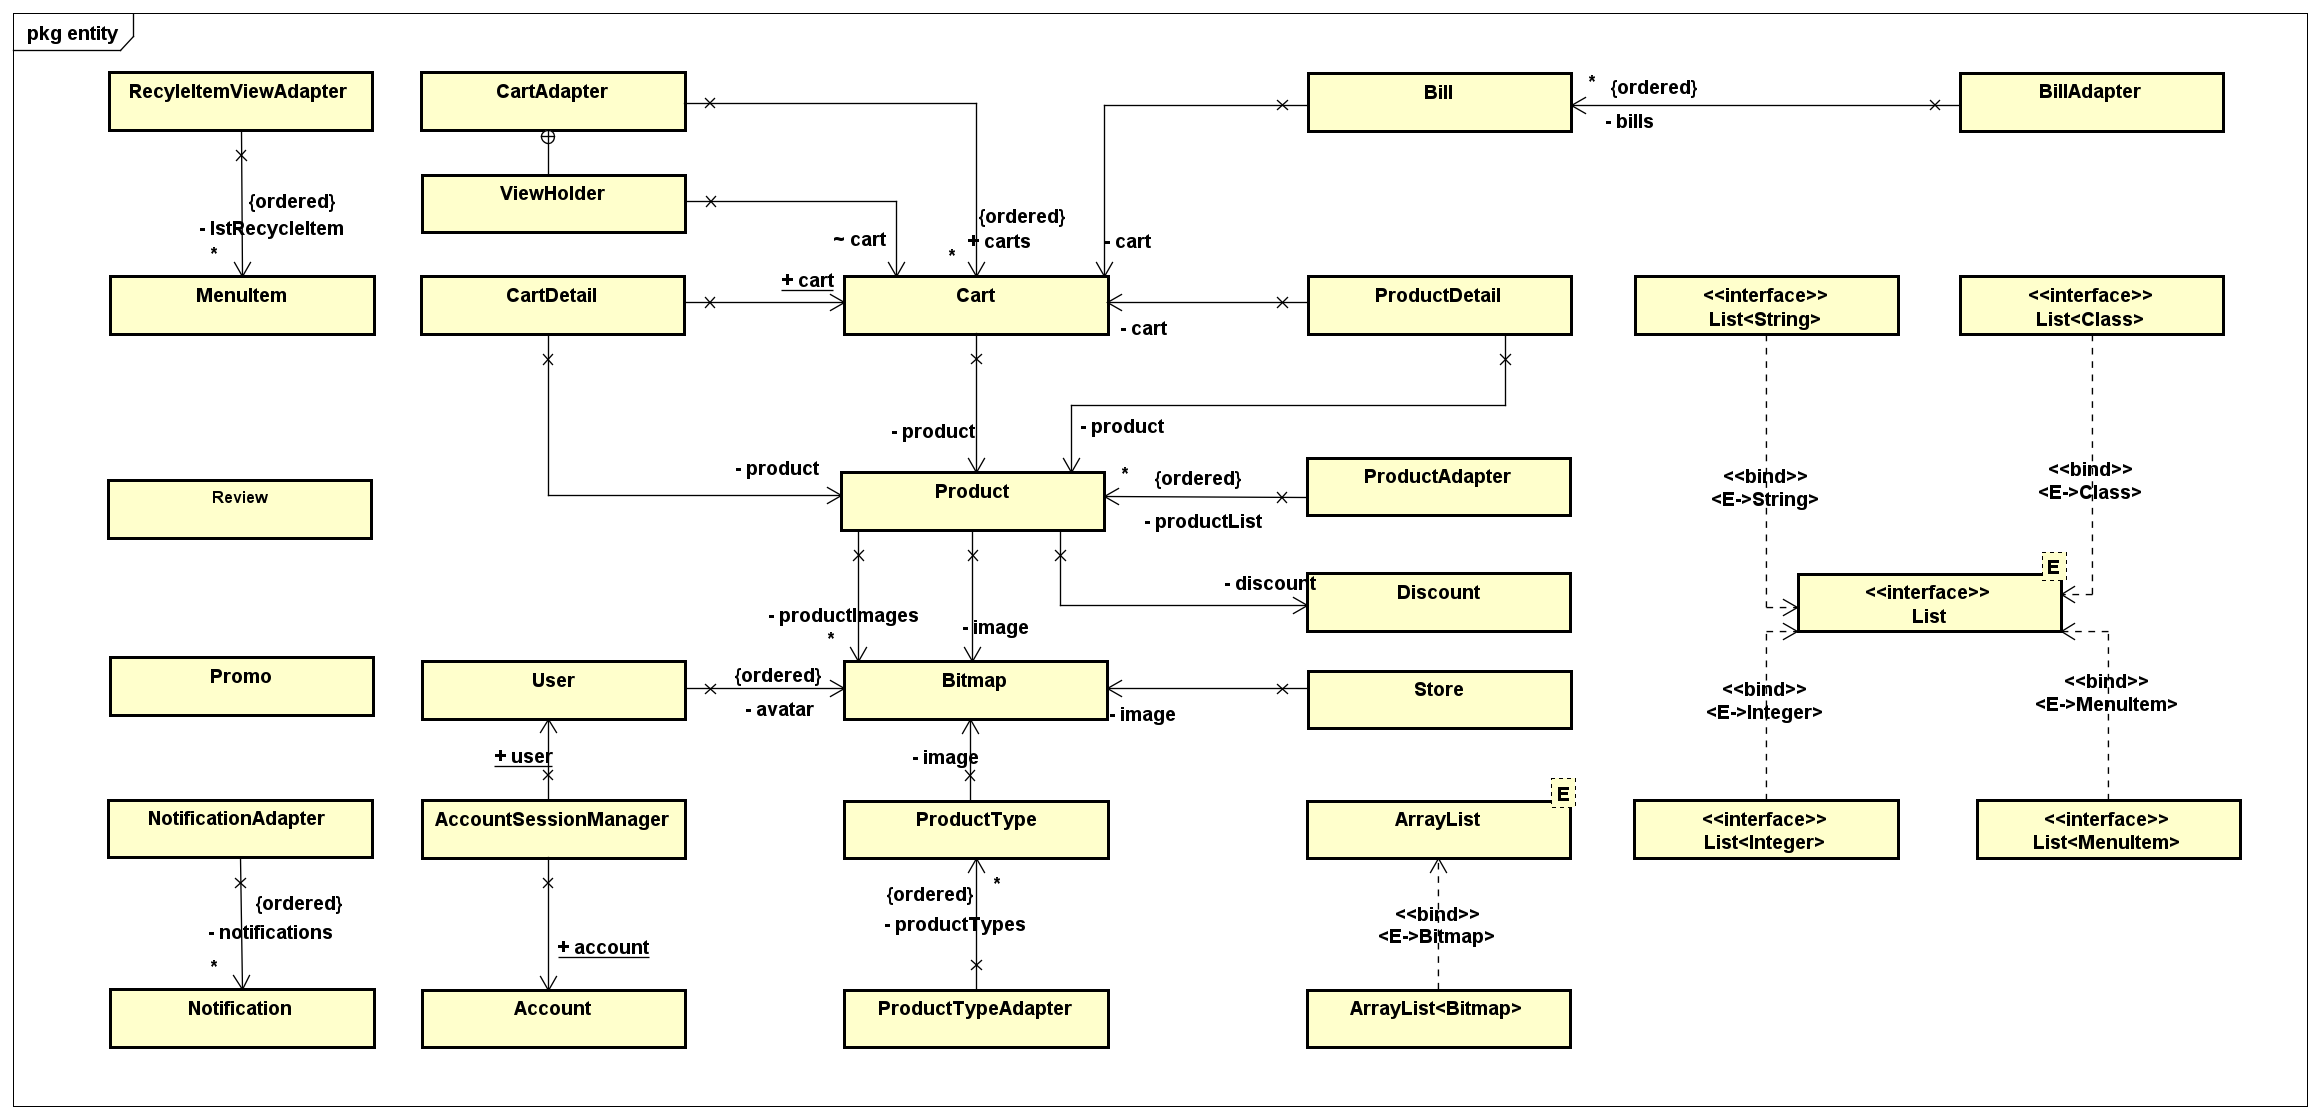 pkg entity
RecyleItemViewAdapter
CartAdapter
Bill
*
{ordered}
- bills
BillAdapter
ViewHolder
{ordered}
- lstRecycleItem
*
~ cart
{ordered}
+ carts
*
- cart
MenuItem
CartDetail
+ cart
Cart
- cart
ProductDetail
<<interface>>
List<String>
<<interface>>
List<Class>
- product
- product
- product
Review
Product
*
{ordered}
- productList
ProductAdapter
<<bind>>
<E->String>
<<bind>>
<E->Class>
- productImages
*
- image
- discount
Discount
E
<<interface>>
List
Promo
User
{ordered}
- avatar
Bitmap
- image
Store
<<bind>>
<E->Integer>
<<bind>>
<E->MenuItem>
+ user
- image
NotificationAdapter
AccountSessionManager
ProductType
E
ArrayList
<<interface>>
List<Integer>
<<interface>>
List<MenuItem>
{ordered}
- notifications
*
+ account
{ordered}
*
- productTypes
<<bind>>
<E->Bitmap>
Notification
Account
ProductTypeAdapter
ArrayList<Bitmap>